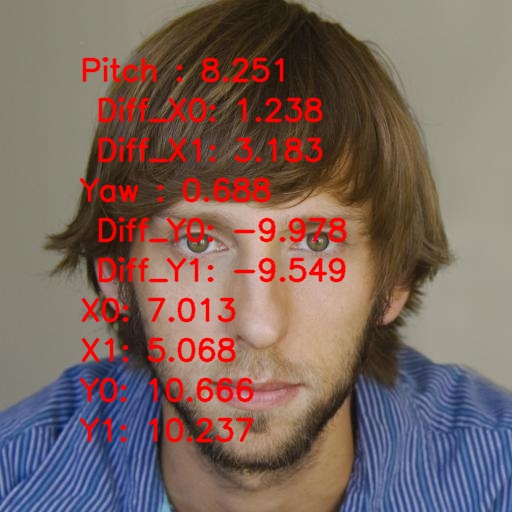 Pitch : 8.251
Diff_X0: 1.238
Diff_X1: 3.183
Yaw : 0.688
Diff_Y0: -9.978
Diff_Y1: -9.549
X0: 7.013
X1: 5.068
Y0: 10.666
Y1: 10.237